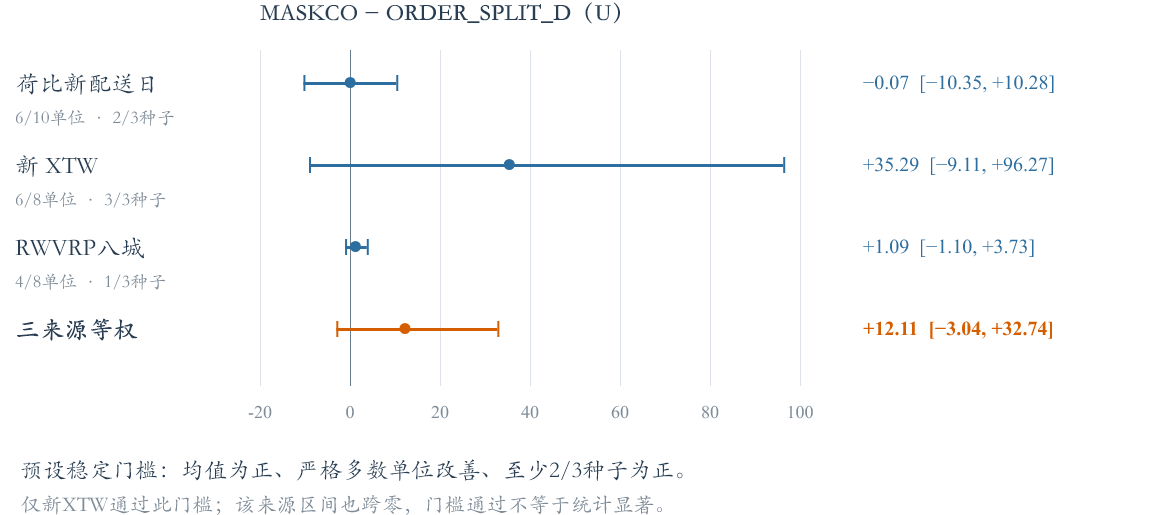 MASKCO − ORDER_SPLIT_D（U）
荷比新配送日
−0.07 [−10.35, +10.28]
6/10单位 · 2/3种子
新 XTW
+35.29 [−9.11, +96.27]
6/8单位 · 3/3种子
RWVRP八城
+1.09 [−1.10, +3.73]
4/8单位 · 1/3种子
三来源等权
+12.11 [−3.04, +32.74]
-20 0 20 40 60 80 100
预设稳定门槛：均值为正、严格多数单位改善、至少2/3种子为正。
仅新XTW通过此门槛；该来源区间也跨零，门槛通过不等于统计显著。